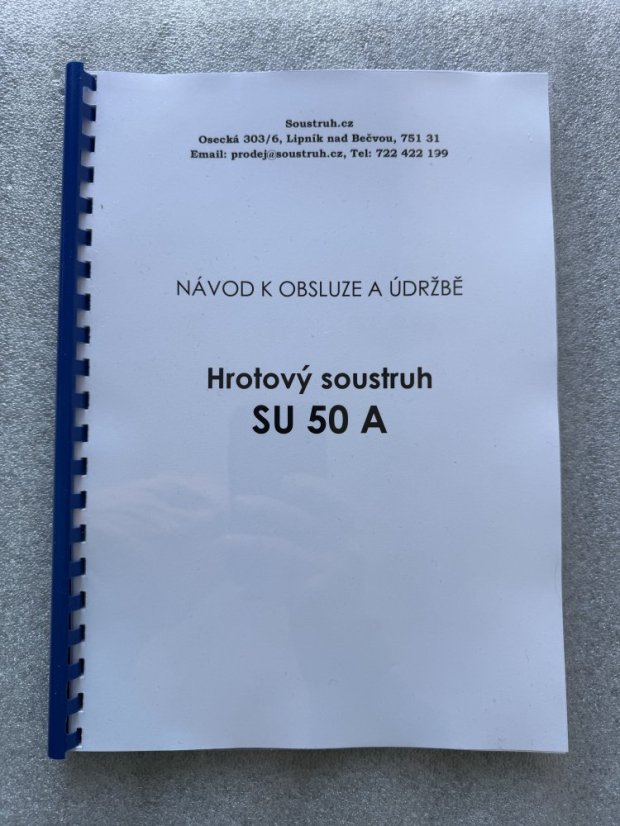 Soustruh.cz
Osecká 303/6, Lipník nad Bečvou, 751 31
Email: prodej@soustruh.cz, Tel: 722 422 199
NÁVOD K OBSLUZE A ÚDRŽBĚ
Hrotový soustruh
SU 50 A